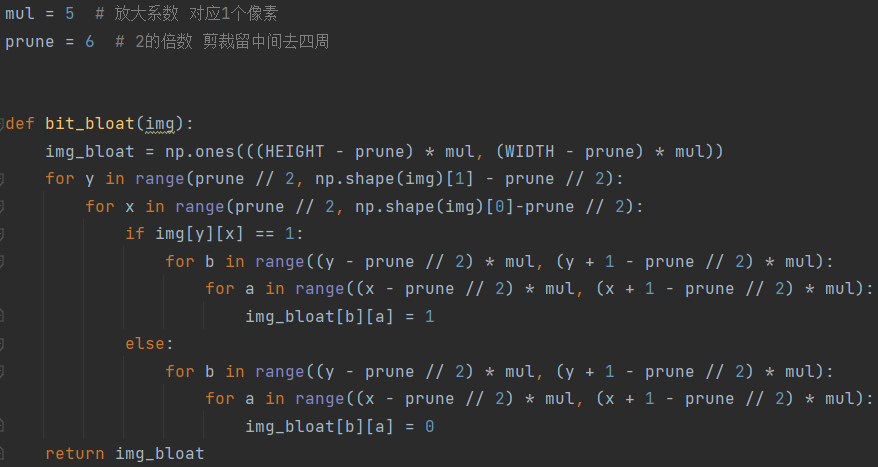 mul = 5  # 放大系数 对应1个像素
prune = 6  # 2的倍数 剪裁留中间去四周
def bit_bloat(img):
    img_bloat = np.ones(((HEIGHT - prune) * mul, (WIDTH - prune) * mul))
    for y in range(prune // 2, np.shape(img)[1] - prune // 2):
        for x in range(prune // 2, np.shape(img)[0]-prune // 2):
            if img[y][x] == 1:
                for b in range((y - prune // 2) * mul, (y + 1 - prune // 2) * mul):
                    for a in range((x - prune // 2) * mul, (x + 1 - prune // 2) * mul):
                        img_bloat[b][a] = 1
            else:
                for b in range((y - prune // 2) * mul, (y + 1 - prune // 2) * mul):
                    for a in range((x - prune // 2) * mul, (x + 1 - prune // 2) * mul):
                        img_bloat[b][a] = 0
    return img_bloat